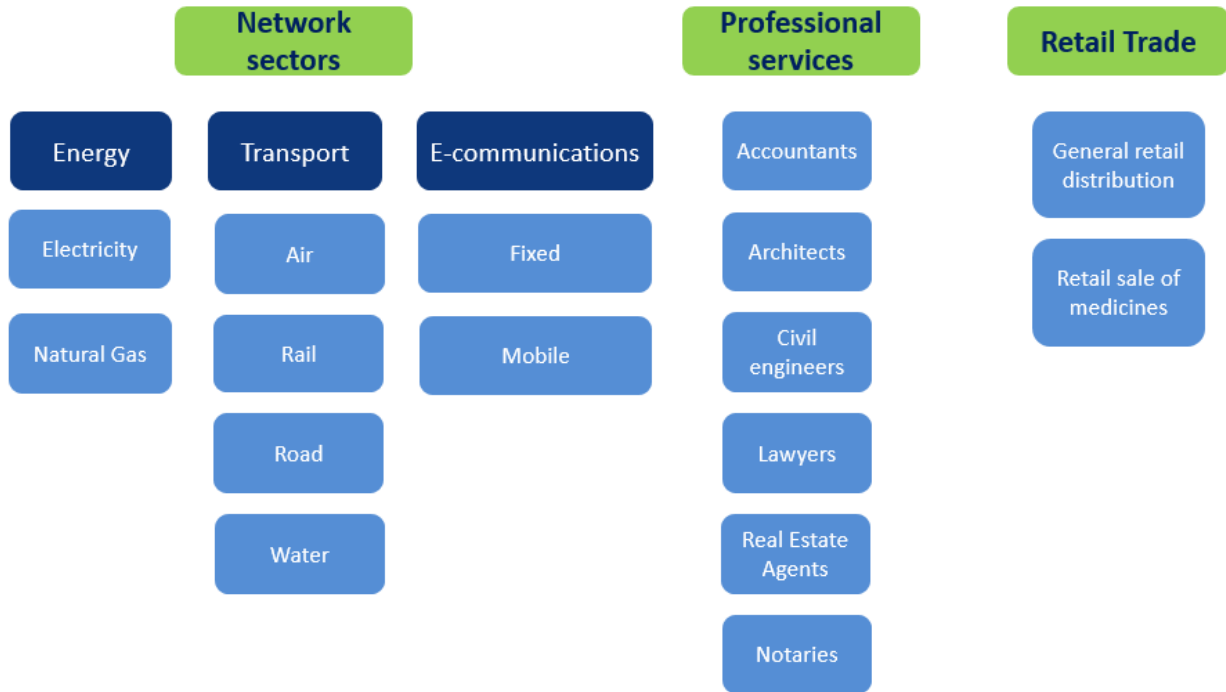 Network
sectors
Professional
services
Retail Trade
Energy
Transport
E-communications
Accountants
General retail
distribution
Electricity
Air
Fixed
Architects
Retail sale of
medicines
Natural Gas
Rail
Mobile
Civil
engineers
Road
Lawyers
Water
Real Estate
Agents
Notaries